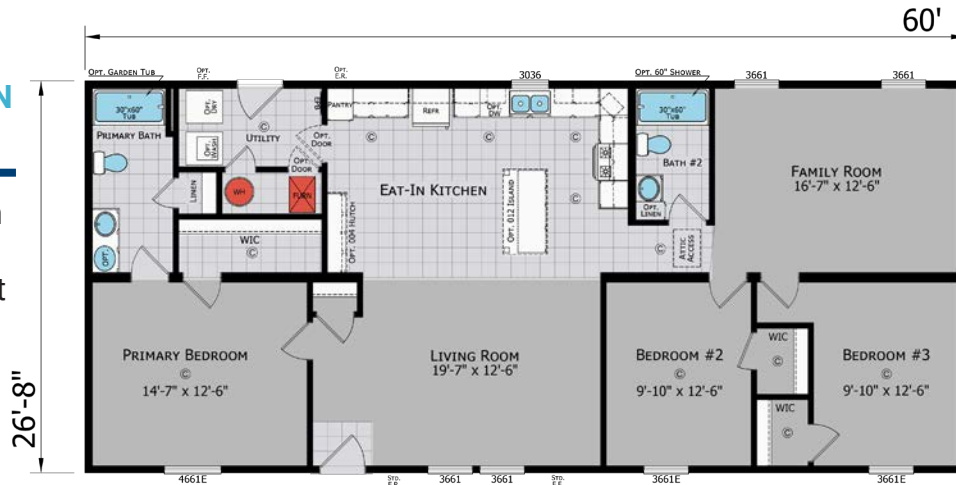 60'
N
t
26'-8"
Opt. Garden Tub
Opt.
F.F.
Opt.
E.R.
3036
Opt. 60" Shower
3661
3661
30"x60"
Tub
Primary Bath
Opt. Dry
Opt. Wash
©
Utility
Opt.
Door
Opt.
Door
Pantry
Refr
Opt.
DW
©
©
©
30"x60"
Tub
Bath #2
Opt.
Linen
Family Room
16'-7" x 12'-6"
Linen
WH
Furn
Eat-In Kitchen
Opt. 004 Hutch
Opt. 012 Island
©
©
Attic
Access
Opt.
WIC
©
Primary Bedroom
©
14'-7" x 12'-6"
Living Room
19'-7" x 12'-6"
Bedroom #2
©
9'-10" x 12'-6"
WIC
©
Bedroom #3
©
9'-10" x 12'-6"
WIC
©
4661E
Std.
E.R.
3661
3661
Std.
F.F.
3661E
3661E